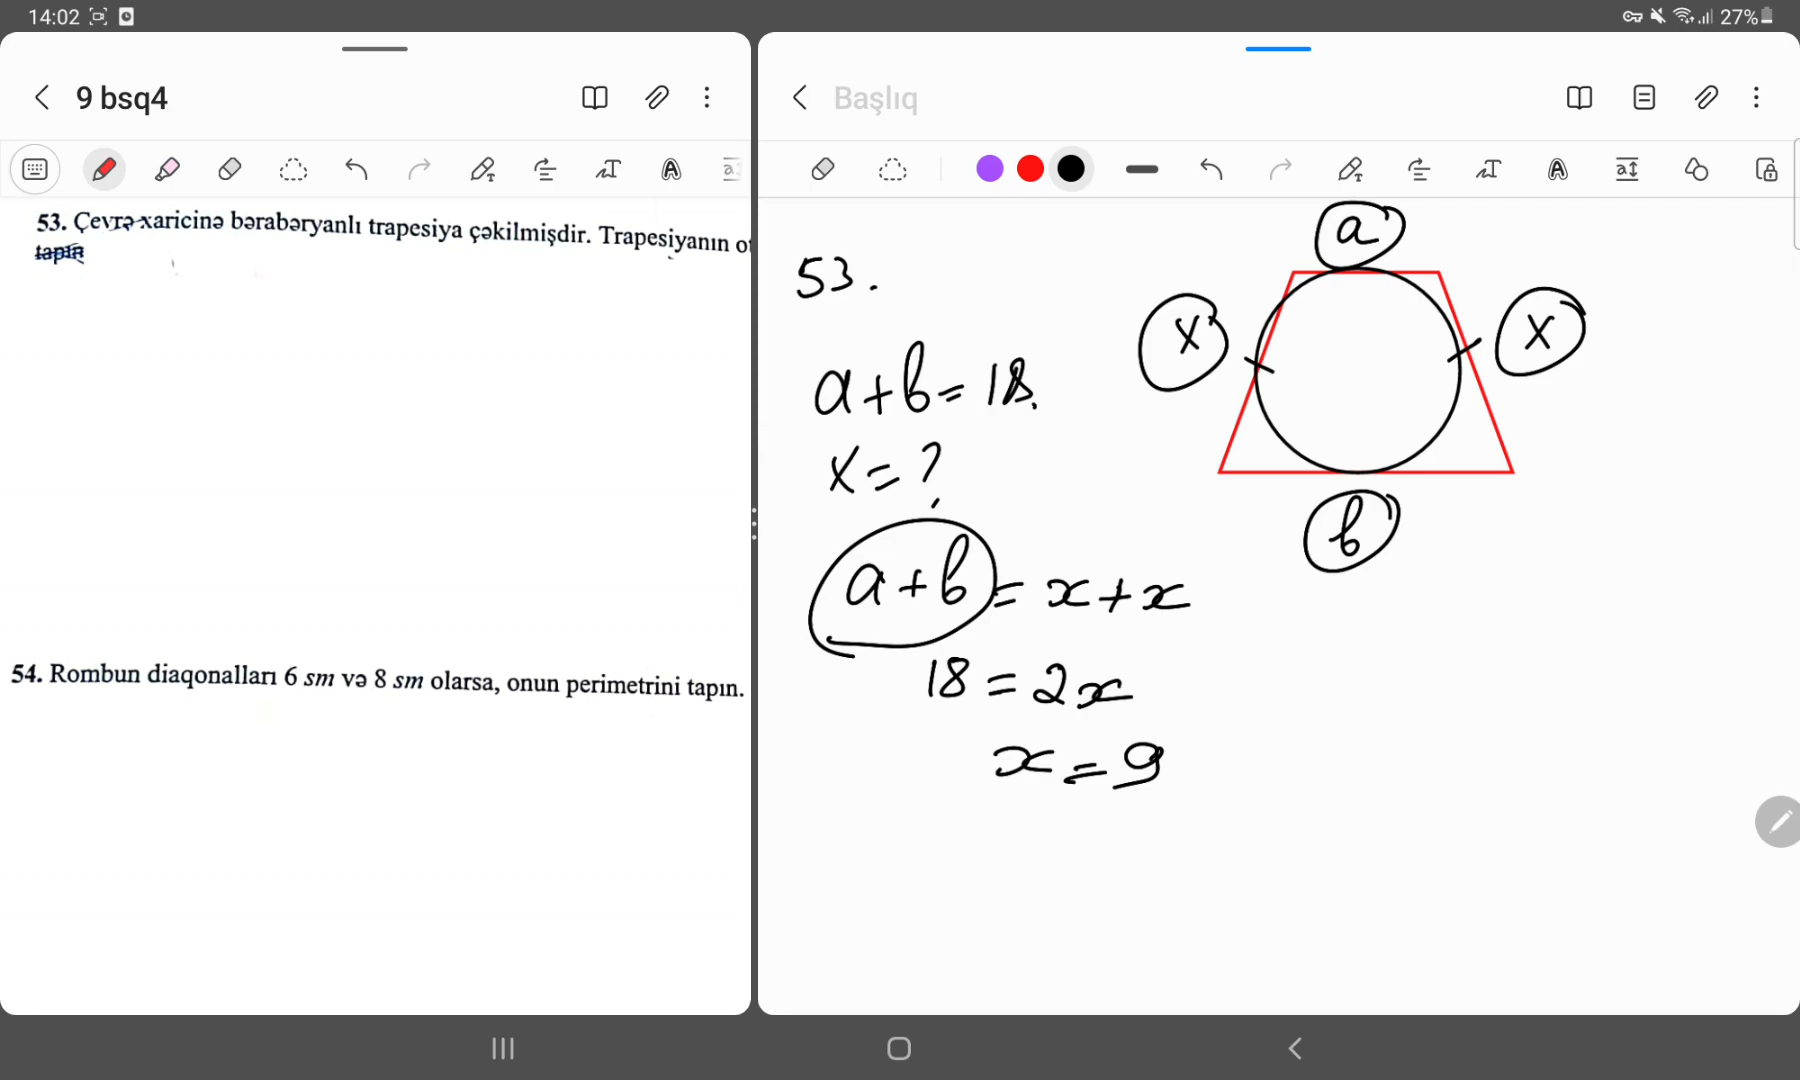 14:02
27%
9 bsq4
Başlıq
53. Çevrə xaricinə bərabəryanlı trapesiya çəkilmişdir. Trapesiyanın
tapın
54. Rombun diaqonalları 6 sm və 8 sm olarsa, onun perimetrini tapın.
53.
a+b=18.
x=?
a+b=x+x
18=2x
x=9
a
x
x
b